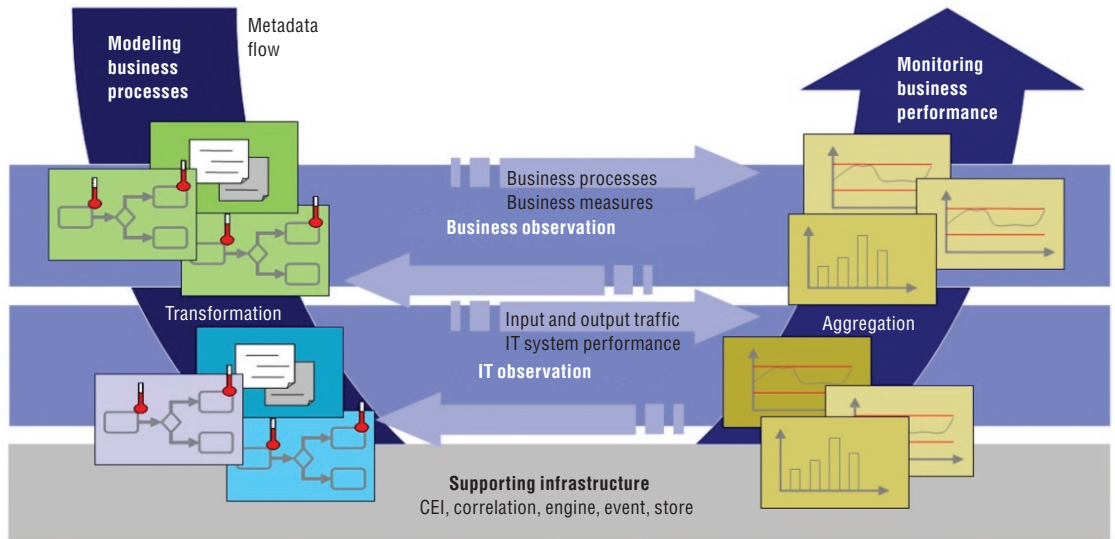 Modeling
business
processes
Metadata
flow
Monitoring
business
performance
Business processes
Business measures
Business observation
Transformation
Input and output traffic
IT system performance
Aggregation
IT observation
Supporting infrastructure
CEI, correlation, engine, event, store